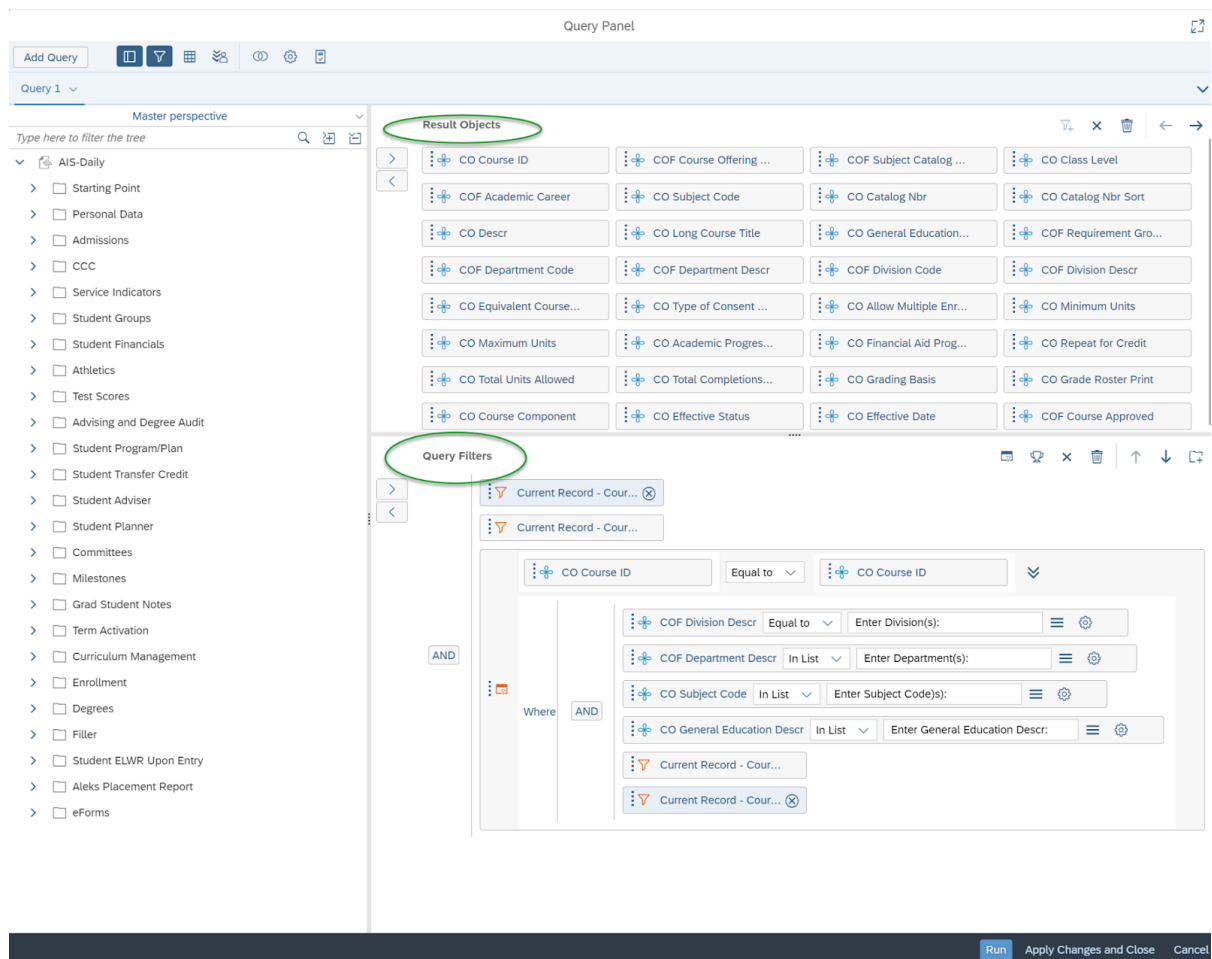 Query Panel
Add Query
Query 1
Master perspective
Type here to filter the tree
AIS-Daily
Starting Point
Personal Data
Admissions
CCC
Service Indicators
Student Groups
Student Financials
Athletics
Test Scores
Advising and Degree Audit
Student Program/Plan
Student Transfer Credit
Student Adviser
Student Planner
Committees
Milestones
Grad Student Notes
Term Activation
Curriculum Management
Enrollment
Degrees
Filler
Student ELWR Upon Entry
Aleks Placement Report
eForms
Result Objects
CO Course ID COF Course Offering ... COF Subject Catalog ... CO Class Level
COF Academic Career CO Subject Code CO Catalog Nbr CO Catalog Nbr Sort
CO Descr CO Long Course Title CO General Education... COF Requirement Gro...
COF Department Code COF Department Descr COF Division Code COF Division Descr
CO Equivalent Course... CO Type of Consent ... CO Allow Multiple Enr... CO Minimum Units
CO Maximum Units CO Academic Progres... CO Financial Aid Prog... CO Repeat for Credit
CO Total Units Allowed CO Total Completions... CO Grading Basis CO Grade Roster Print
CO Course Component CO Effective Status CO Effective Date COF Course Approved
Query Filters
Current Record - Cour...
Current Record - Cour...
CO Course ID Equal to CO Course ID
AND
Where AND
COF Division Descr Equal to Enter Division(s):
COF Department Descr In List Enter Department(s):
CO Subject Code In List Enter Subject Code)s):
CO General Education Descr In List Enter General Education Descr:
Current Record - Cour...
Current Record - Cour...
Run Apply Changes and Close Cancel